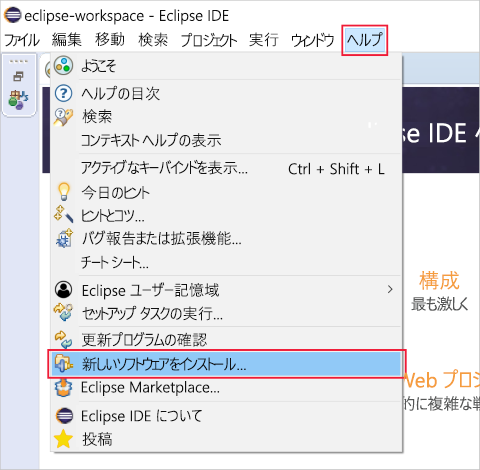 eclipse-workspace - Eclipse IDE
ファイル 編集 移動 検索 プロジェクト 実行 ウィンドウ ヘルプ
ようこそ
ヘルプの目次
検索
コンテキスト ヘルプの表示
アクティブなキーバインドを表示... Ctrl + Shift + L
今日のヒント
ヒントとコツ...
バグ報告または拡張機能...
チート シート...
Eclipse ユーザー記憶域
セットアップ タスクの実行...
更新プログラムの確認
新しいソフトウェアをインストール...
Eclipse Marketplace...
Eclipse IDE について
投稿
se IDE へ
構成
最も激しく
Web プロジ
的に複雑な戦